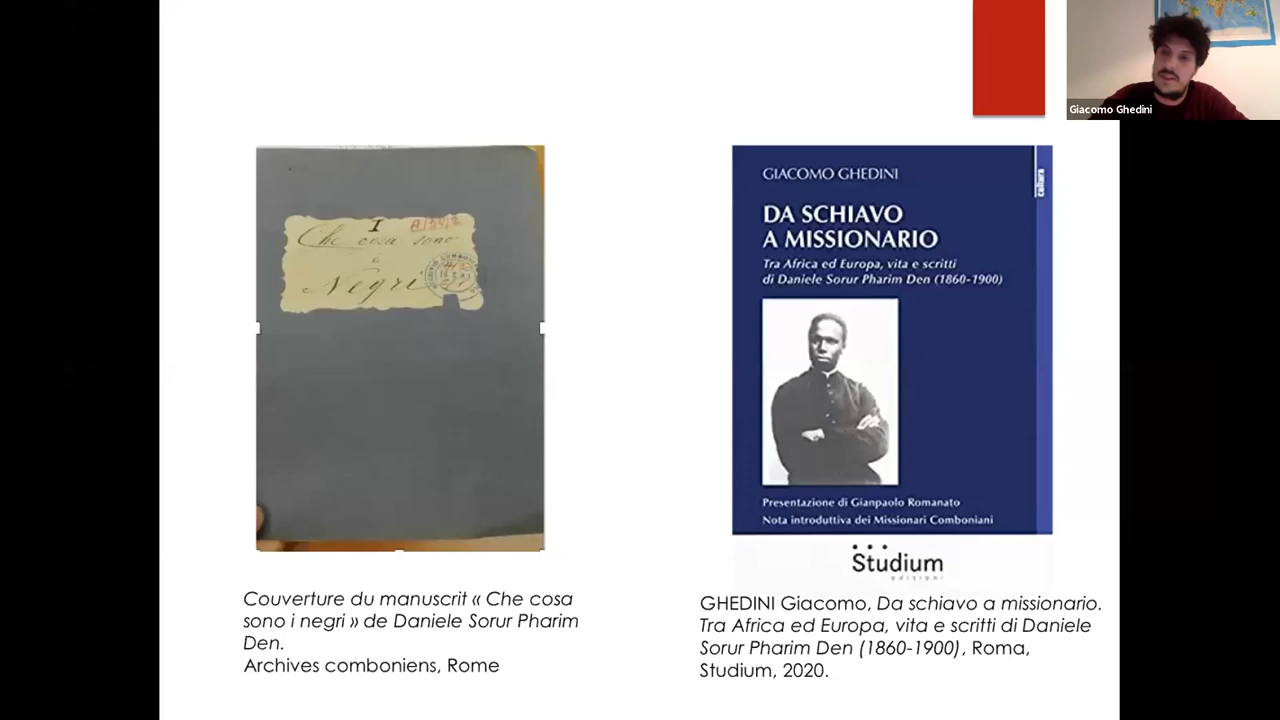 Giacomo Ghedini
I
Che cosa sono
i
Negri
GIACOMO GHEDINI
cultura
DA SCHIAVO
A MISSIONARIO
Tra Africa ed Europa, vita e scritti
di Daniele Sorur Pharim Den (1860-1900)
Presentazione di Gianpaolo Romanato
Nota introduttiva dei Missionari Comboniani
Studium
edizioni
Couverture du manuscrit « Che cosa
sono i negri » de Daniele Sorur Pharim
Den.
Archives comboniens, Rome
GHEDINI Giacomo, Da schiavo a missionario.
Tra Africa ed Europa, vita e scritti di Daniele
Sorur Pharim Den (1860-1900), Roma,
Studium, 2020.